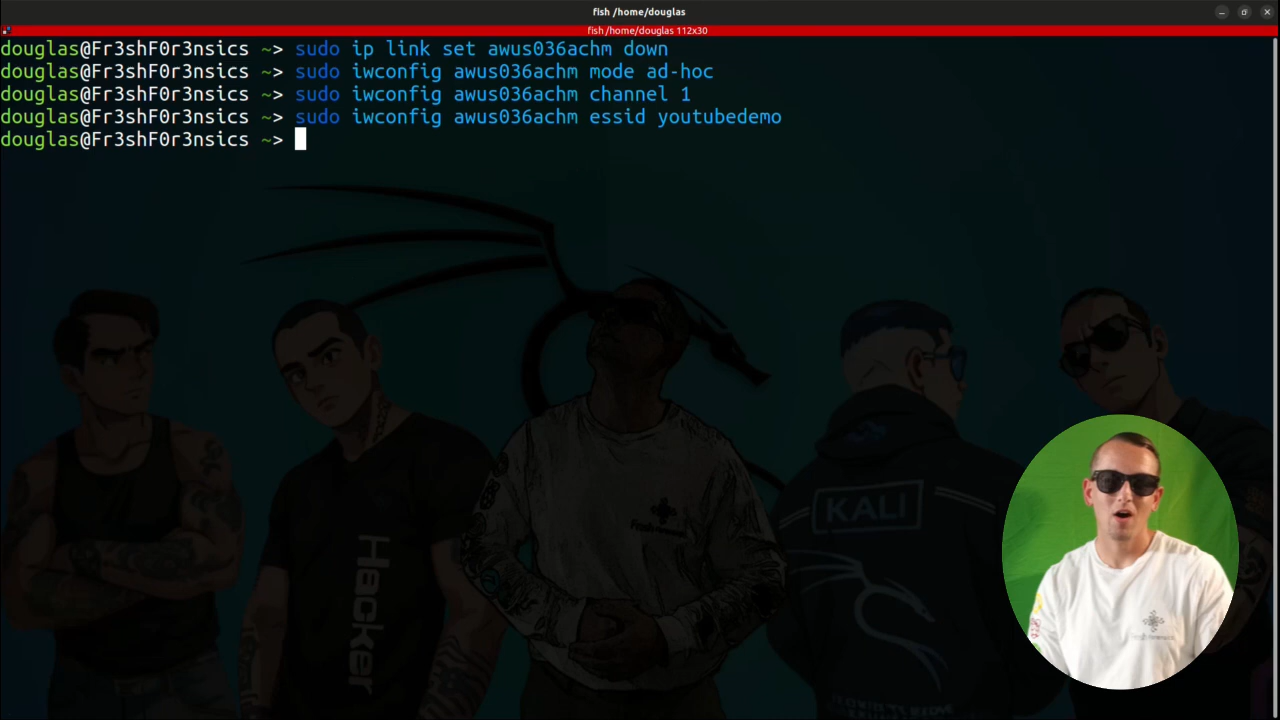 fish /home/douglas
fish /home/douglas 112x30
douglas@Fr3shF0r3nsics ~> sudo ip link set awus036achm down
douglas@Fr3shF0r3nsics ~> sudo iwconfig awus036achm mode ad-hoc
douglas@Fr3shF0r3nsics ~> sudo iwconfig awus036achm channel 1
douglas@Fr3shF0r3nsics ~> sudo iwconfig awus036achm essid youtubedemo
douglas@Fr3shF0r3nsics ~>
KALI
Hacker